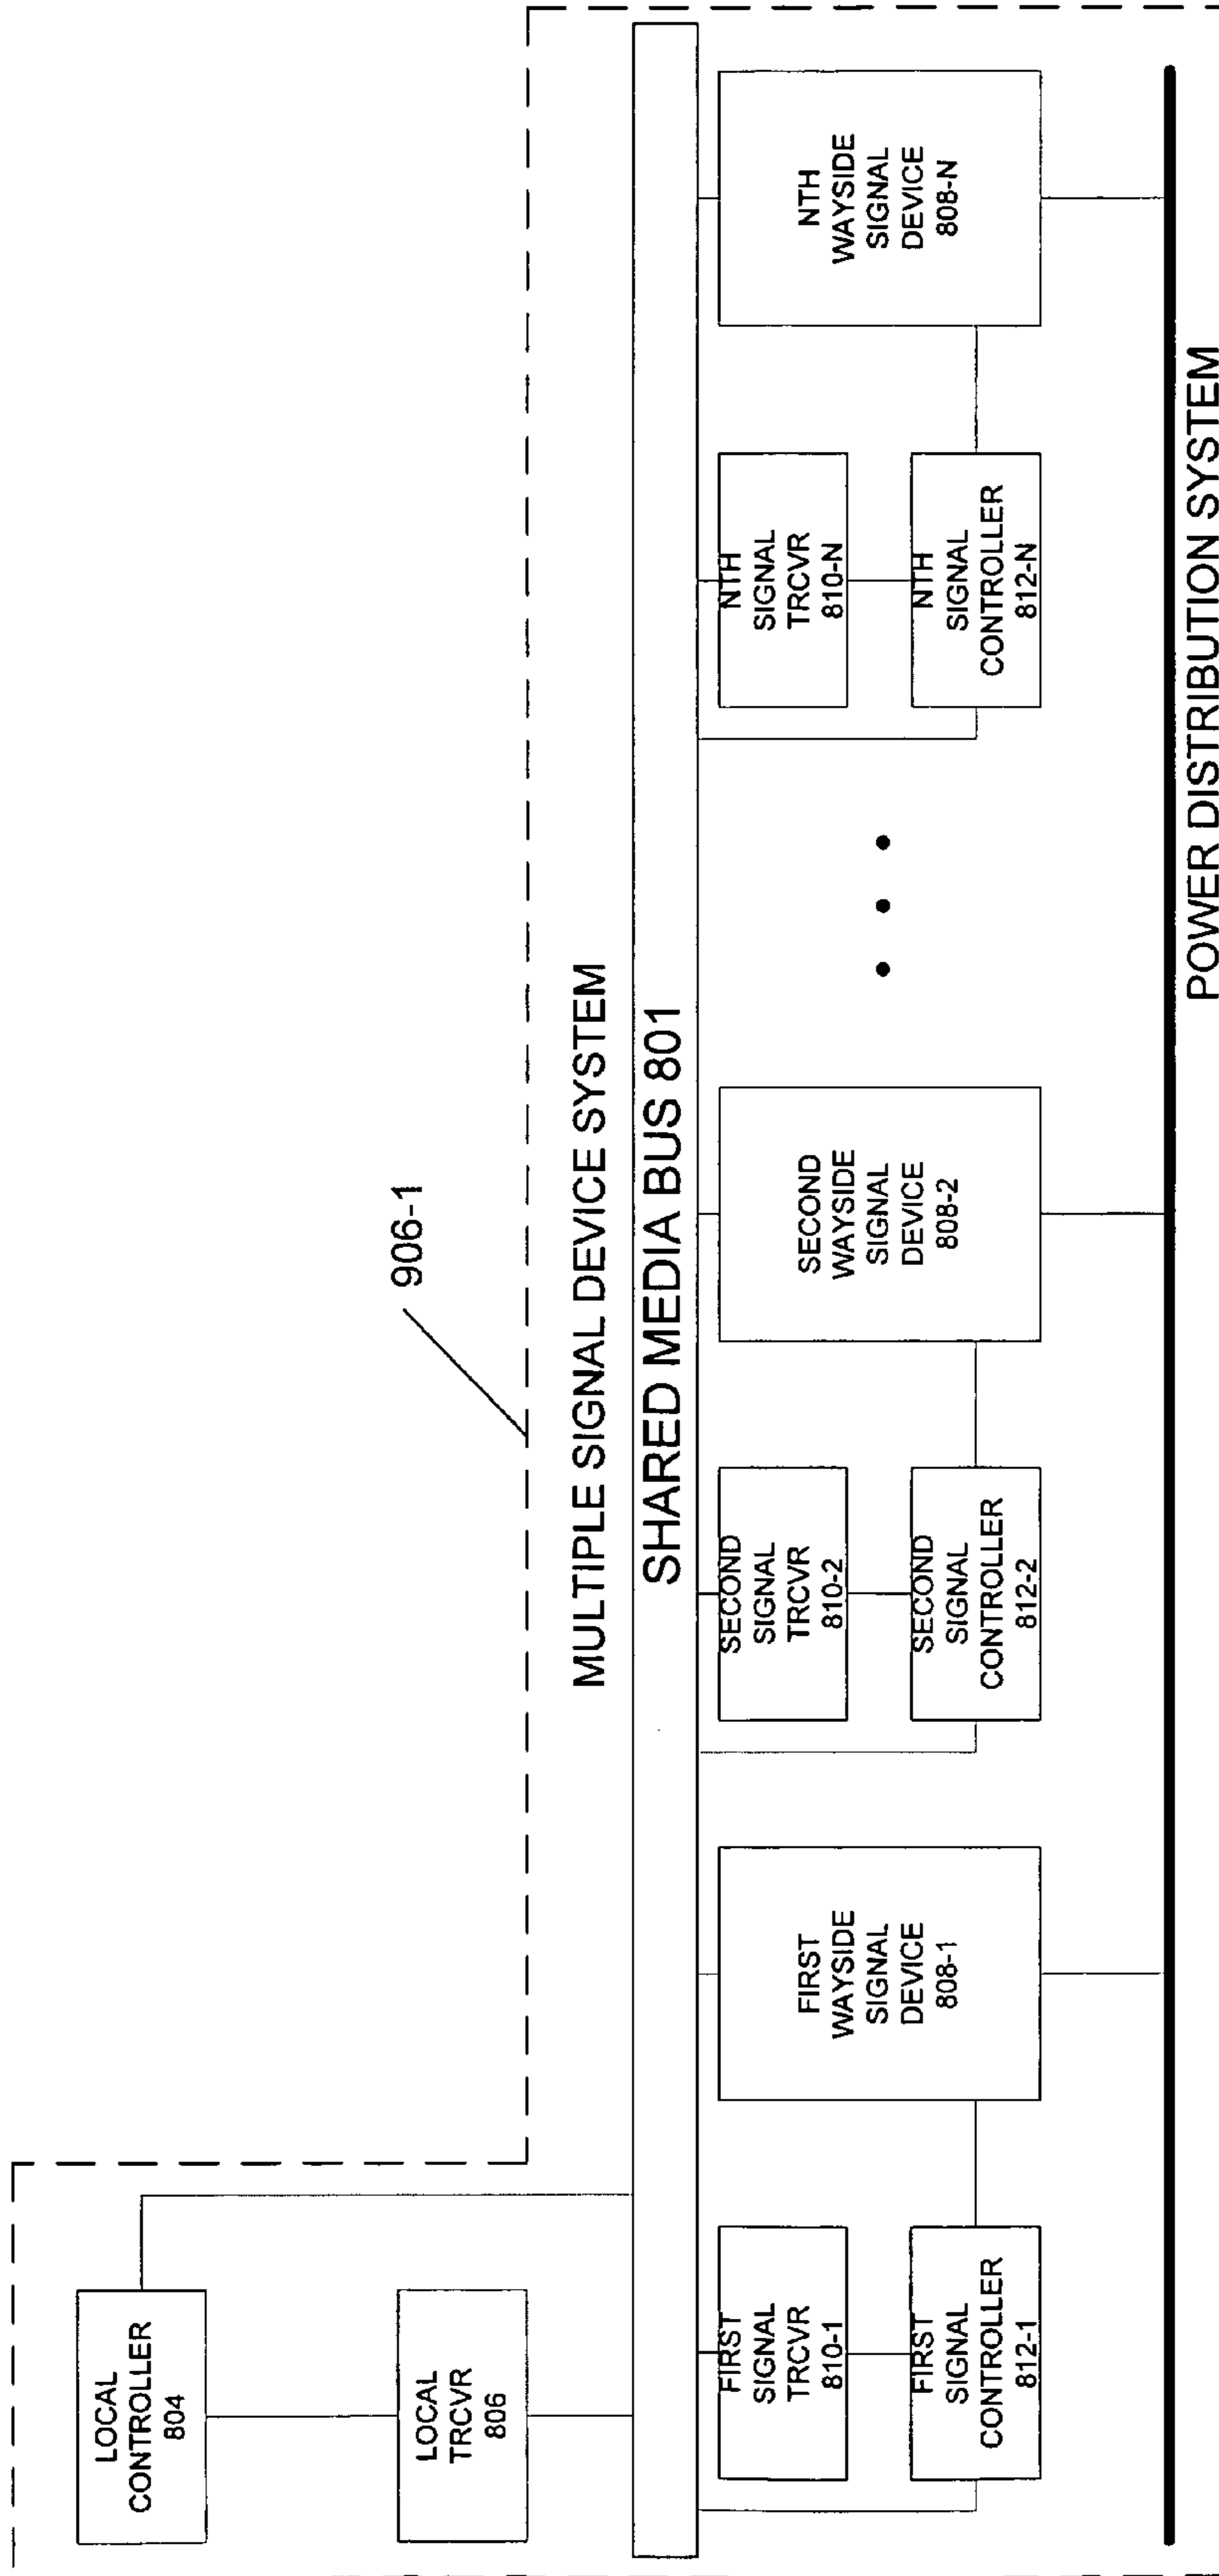 906-1
LOCAL
CONTROLLER
804
LOCAL
TRCVR
806
MULTIPLE SIGNAL DEVICE SYSTEM
SHARED MEDIA BUS 801
FIRST
SIGNAL
TRCVR
810-1
FIRST
SIGNAL
CONTROLLER
812-1
FIRST
WAYSIDE
SIGNAL
DEVICE
808-1
SECOND
SIGNAL
TRCVR
810-2
SECOND
SIGNAL
CONTROLLER
812-2
SECOND
WAYSIDE
SIGNAL
DEVICE
808-2
NTH
SIGNAL
TRCVR
810-N
NTH
SIGNAL
CONTROLLER
812-N
NTH
WAYSIDE
SIGNAL
DEVICE
808-N
POWER DISTRIBUTION SYSTEM